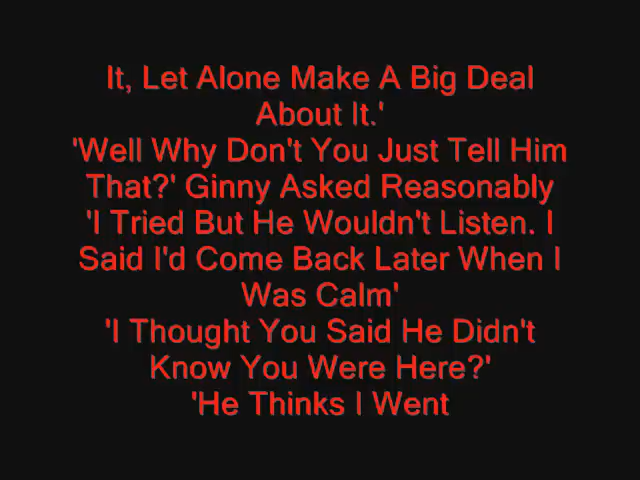 It, Let Alone Make A Big Deal
About It.'
'Well Why Don't You Just Tell Him
That?' Ginny Asked Reasonably
'I Tried But He Wouldn't Listen. I
Said I'd Come Back Later When I
Was Calm'
'I Thought You Said He Didn't
Know You Were Here?'
'He Thinks I Went